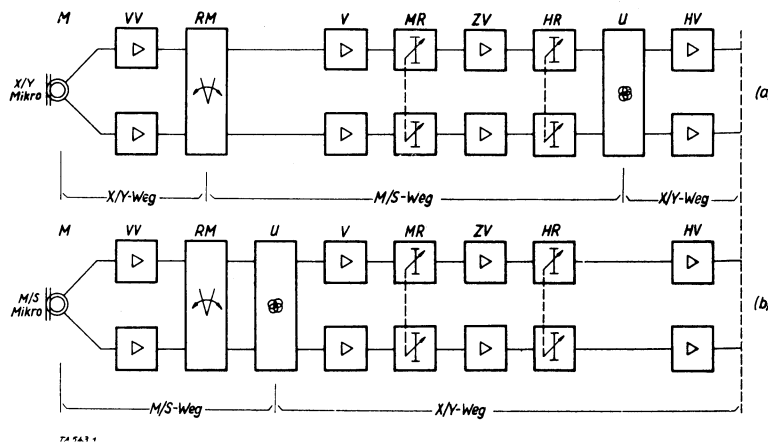 M VV RM V MR ZV HR U HV
X/Y
Mikro
(a
X/Y-Weg M/S-Weg X/Y-Weg
M VV RM U V MR ZV HR HV
M/S
Mikro
(b)
M/S-Weg X/Y-Weg